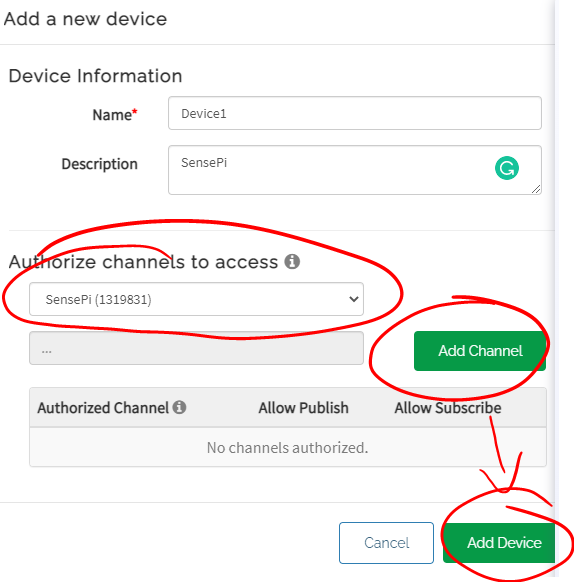 Add a new device
Device Information
Name*
Device1
Description
SensePi
Authorize channels to access
SensePi (1319831)
...
Add Channel
Authorized Channel Allow Publish Allow Subscribe
No channels authorized.
Cancel Add Device